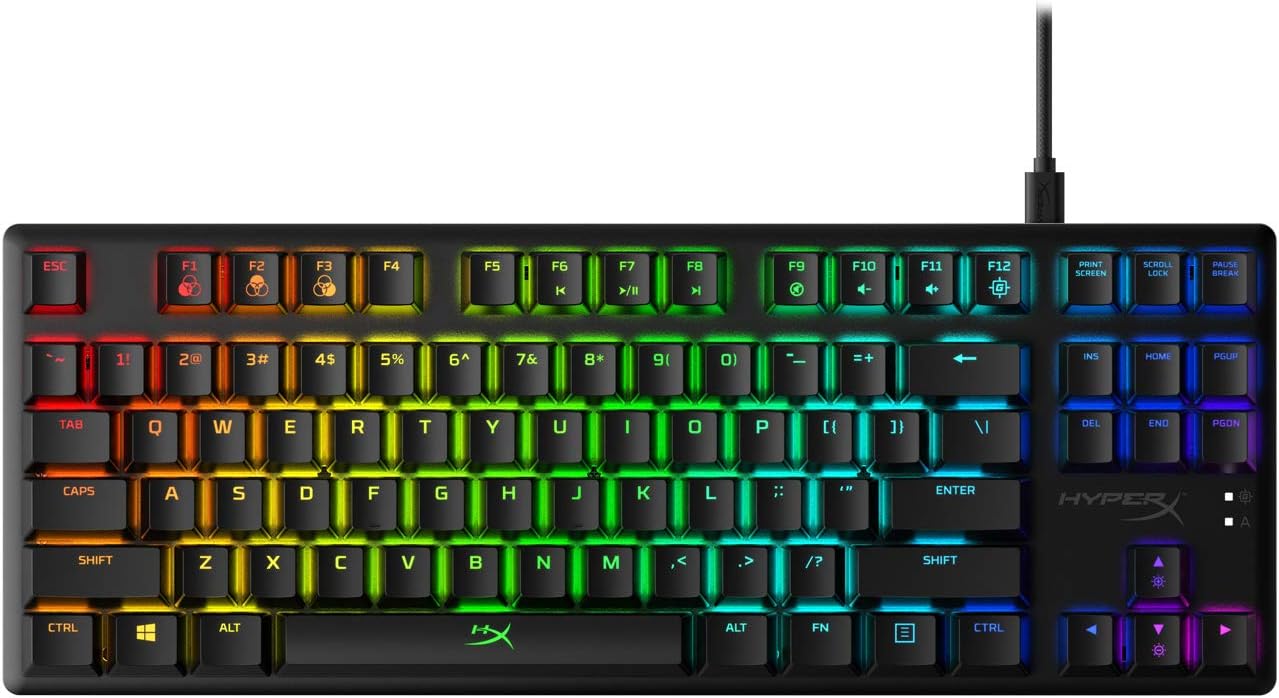 ESC F1 F2 F3 F4 F5 F6 F7 F8 F9 F10 F11 F12 PRINT SCREEN SCROLL LOCK PAUSE BREAK
`~ 1! 2@ 3# 4$ 5% 6^ 7& 8* 9( 0) -_ =+ INS HOME PGUP
TAB Q W E R T Y U I O P [{ ]} \| DEL END PGDN
CAPS A S D F G H J K L ;: '" ENTER HYPERX A
SHIFT Z X C V B N M ,< .> /? SHIFT
CTRL ALT HX ALT FN CTRL